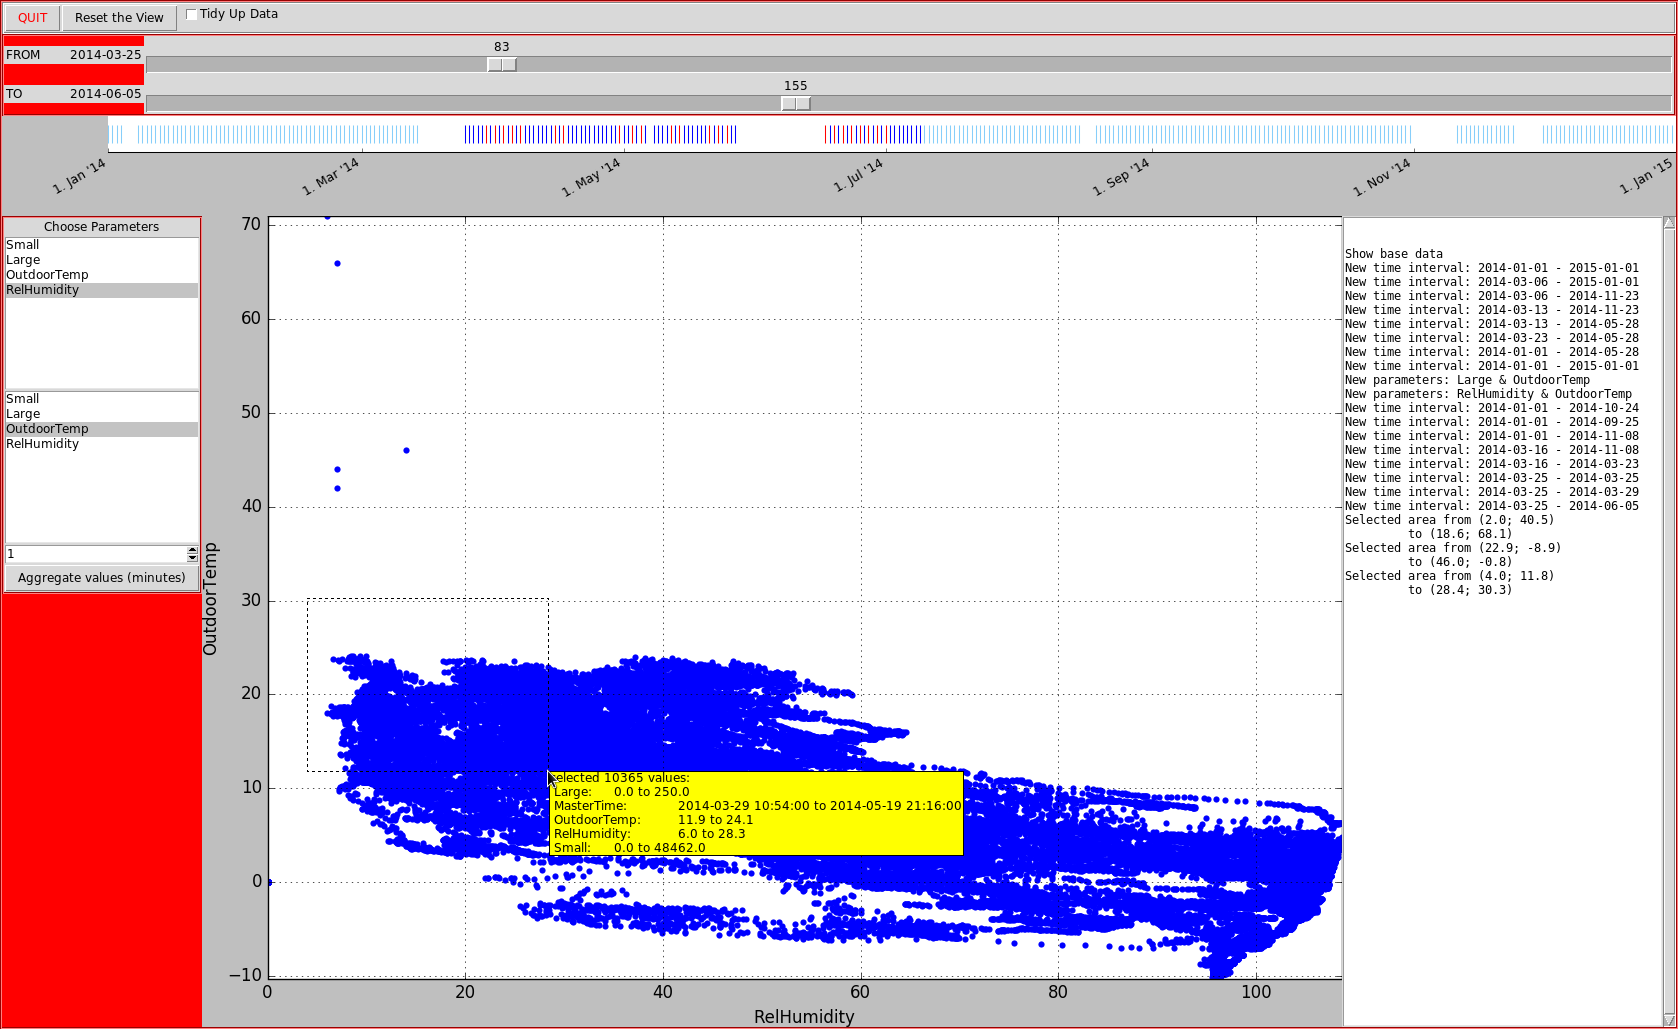 QUIT Reset the View Tidy Up Data
83
FROM 2014-03-25
155
TO 2014-06-05
1. Jan '14 1. Mar '14 1. May '14 1. Jul '14 1. Sep '14 1. Nov '14 1. Jan '15
Choose Parameters
Small
Large
OutdoorTemp
RelHumidity
Small
Large
OutdoorTemp
RelHumidity
1
Aggregate values (minutes)
OutdoorTemp
70
60
50
40
30
20
10
0
−10
0 20 40 60 80 100
RelHumidity
elected 10365 values:
Large: 0.0 to 250.0
MasterTime: 2014-03-29 10:54:00 to 2014-05-19 21:16:00
OutdoorTemp: 11.9 to 24.1
RelHumidity: 6.0 to 28.3
Small: 0.0 to 48462.0
Show base data
New time interval: 2014-01-01 - 2015-01-01
New time interval: 2014-03-06 - 2015-01-01
New time interval: 2014-03-06 - 2014-11-23
New time interval: 2014-03-13 - 2014-11-23
New time interval: 2014-03-13 - 2014-05-28
New time interval: 2014-03-23 - 2014-05-28
New time interval: 2014-01-01 - 2014-05-28
New time interval: 2014-01-01 - 2015-01-01
New parameters: Large & OutdoorTemp
New parameters: RelHumidity & OutdoorTemp
New time interval: 2014-01-01 - 2014-10-24
New time interval: 2014-01-01 - 2014-09-25
New time interval: 2014-01-01 - 2014-11-08
New time interval: 2014-03-16 - 2014-11-08
New time interval: 2014-03-16 - 2014-03-23
New time interval: 2014-03-25 - 2014-03-25
New time interval: 2014-03-25 - 2014-03-29
New time interval: 2014-03-25 - 2014-06-05
Selected area from (2.0; 40.5)
to (18.6; 68.1)
Selected area from (22.9; -8.9)
to (46.0; -0.8)
Selected area from (4.0; 11.8)
to (28.4; 30.3)